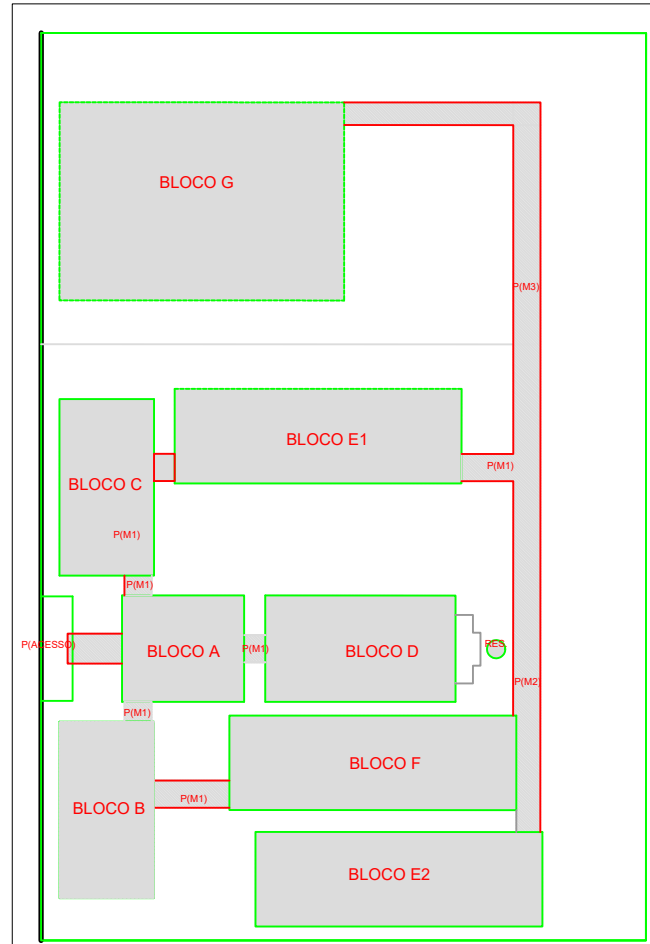 BLOCO G
P(M3)
BLOCO E1
P(M1)
BLOCO C
P(M1)
P(M1)
P(ACESSO)
BLOCO A
P(M1)
BLOCO D
RES.
P(M2)
P(M1)
BLOCO F
P(M1)
BLOCO B
BLOCO E2